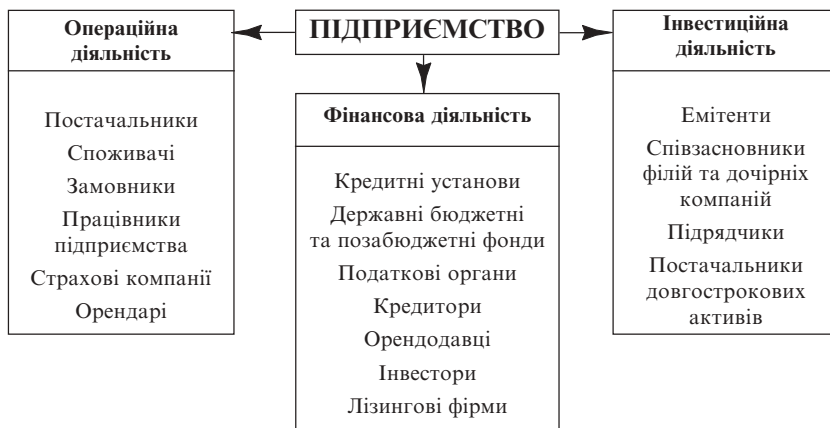 ПІДПРИЄМСТВО
Операційна
діяльність
Постачальники
Споживачі
Замовники
Працівники
підприємства
Страхові компанії
Орендарі
Фінансова діяльність
Кредитні установи
Державні бюджетні
та позабюджетні фонди
Податкові органи
Кредитори
Орендодавці
Інвестори
Лізингові фірми
Інвестиційна
діяльність
Емітенти
Співзасновники
філій та дочірніх
компаній
Підрядчики
Постачальники
довгострокових
активів